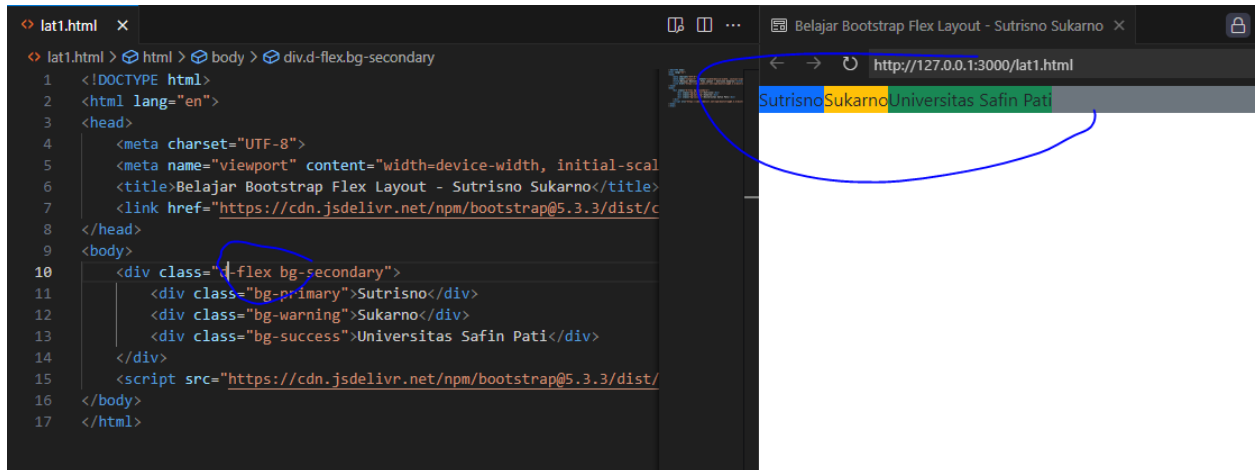 lat1.html
Belajar Bootstrap Flex Layout - Sutrisno Sukarno
lat1.html > html > body > div.d-flex.bg-secondary
http://127.0.0.1:3000/lat1.html
SutrisnoSukarnoUniversitas Safin Pati
1 <!DOCTYPE html>
2 <html lang="en">
3 <head>
4 <meta charset="UTF-8">
5 <meta name="viewport" content="width=device-width, initial-scal
6 <title>Belajar Bootstrap Flex Layout - Sutrisno Sukarno</title>
7 <link href="https://cdn.jsdelivr.net/npm/bootstrap@5.3.3/dist/c
8 </head>
9 <body>
10 <div class="d-flex bg-secondary">
11 <div class="bg-primary">Sutrisno</div>
12 <div class="bg-warning">Sukarno</div>
13 <div class="bg-success">Universitas Safin Pati</div>
14 </div>
15 <script src="https://cdn.jsdelivr.net/npm/bootstrap@5.3.3/dist/
16 </body>
17 </html>